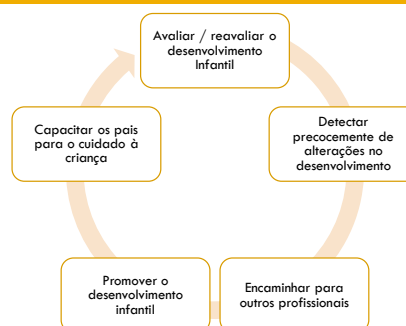 Avaliar / reavaliar o
desenvolvimento
Infantil
Detectar
precocemente de
alterações no
desenvolvimento
Encaminhar para
outros profissionais
Promover o
desenvolvimento
infantil
Capacitar os pais
para o cuidado à
criança